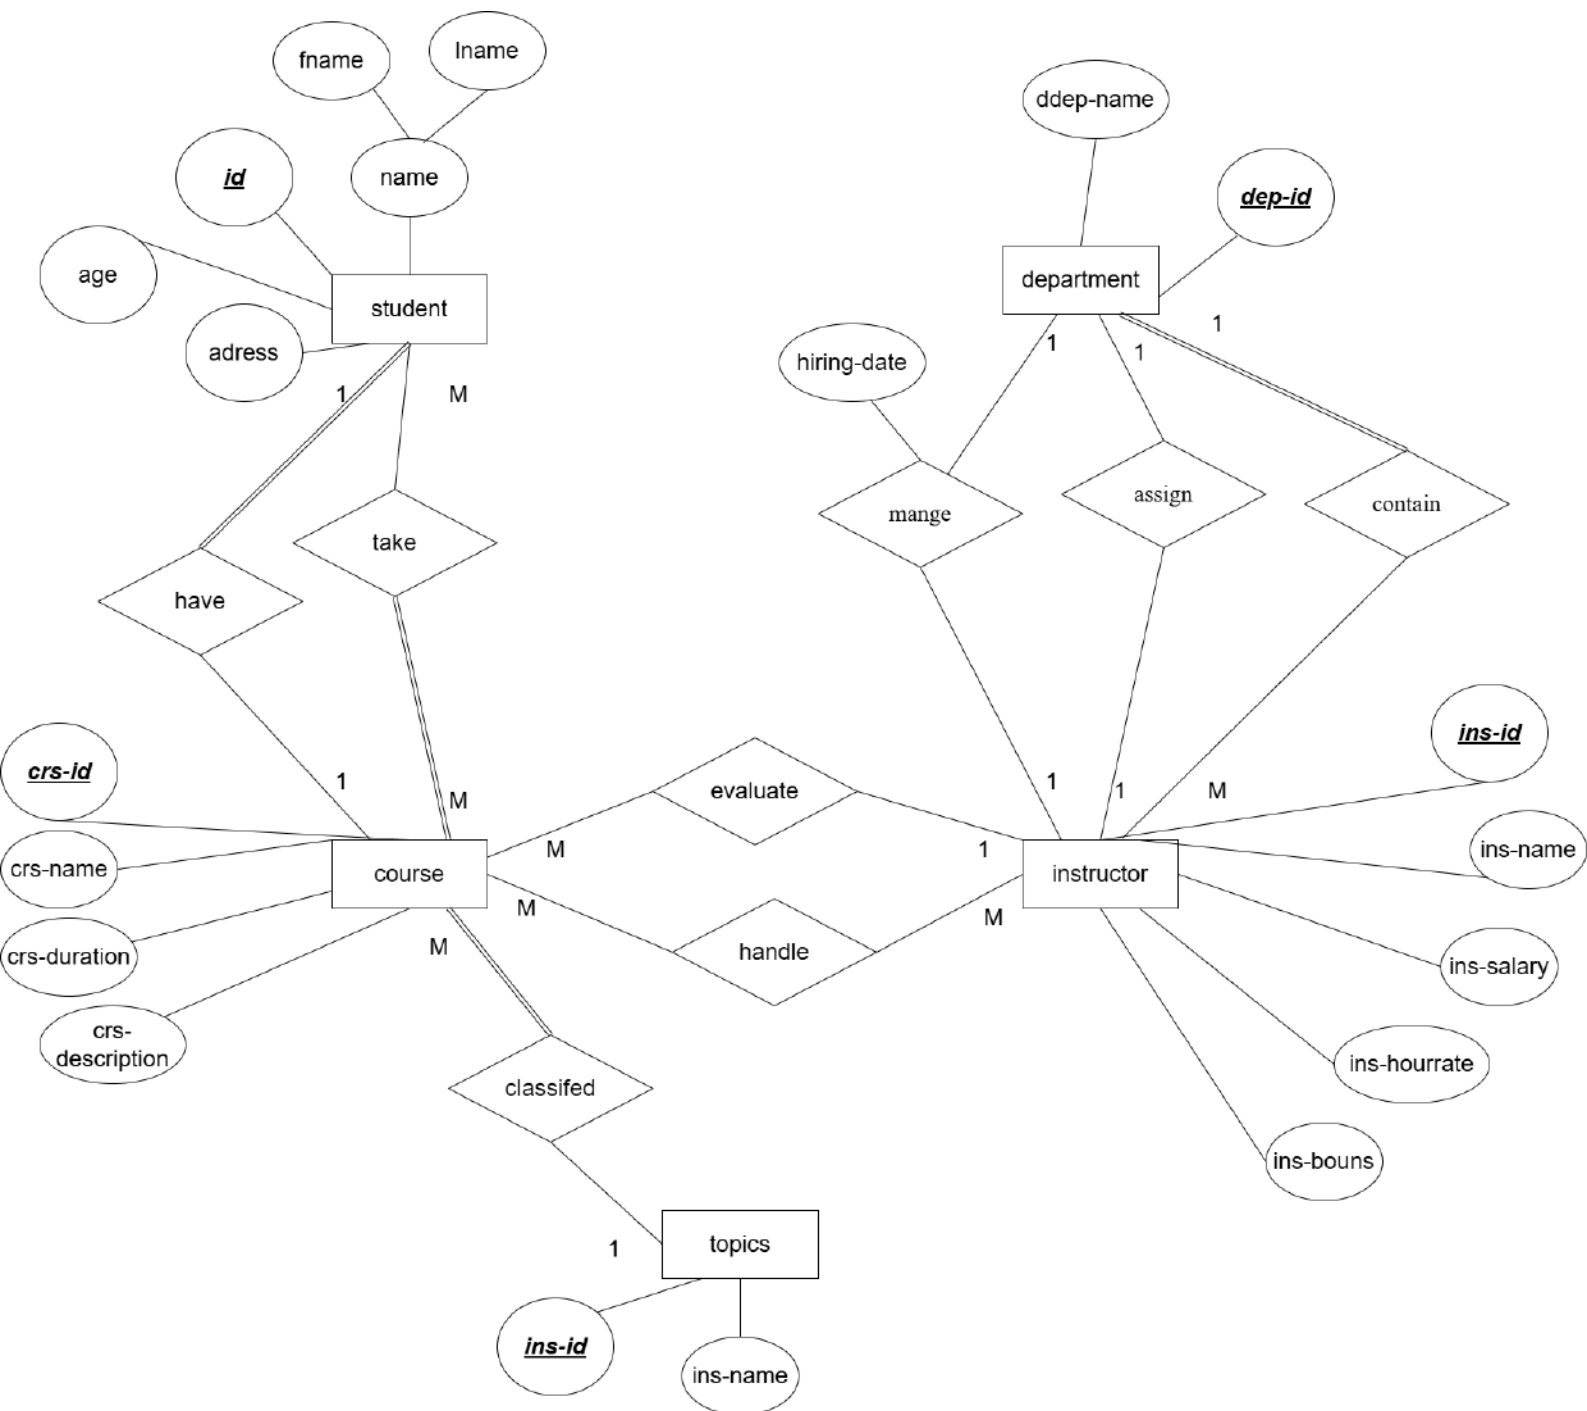 fname
lname
ddep-name
id
name
dep-id
age
student
department
adress
1
M
hiring-date
1
1
1
have
take
mange
assign
contain
crs-id
1
M
evaluate
1
1
M
ins-id
crs-name
M
1
ins-name
course
instructor
crs-duration
M
M
M
handle
ins-salary
crs-
description
classifed
ins-hourrate
ins-bouns
1
topics
ins-id
ins-name